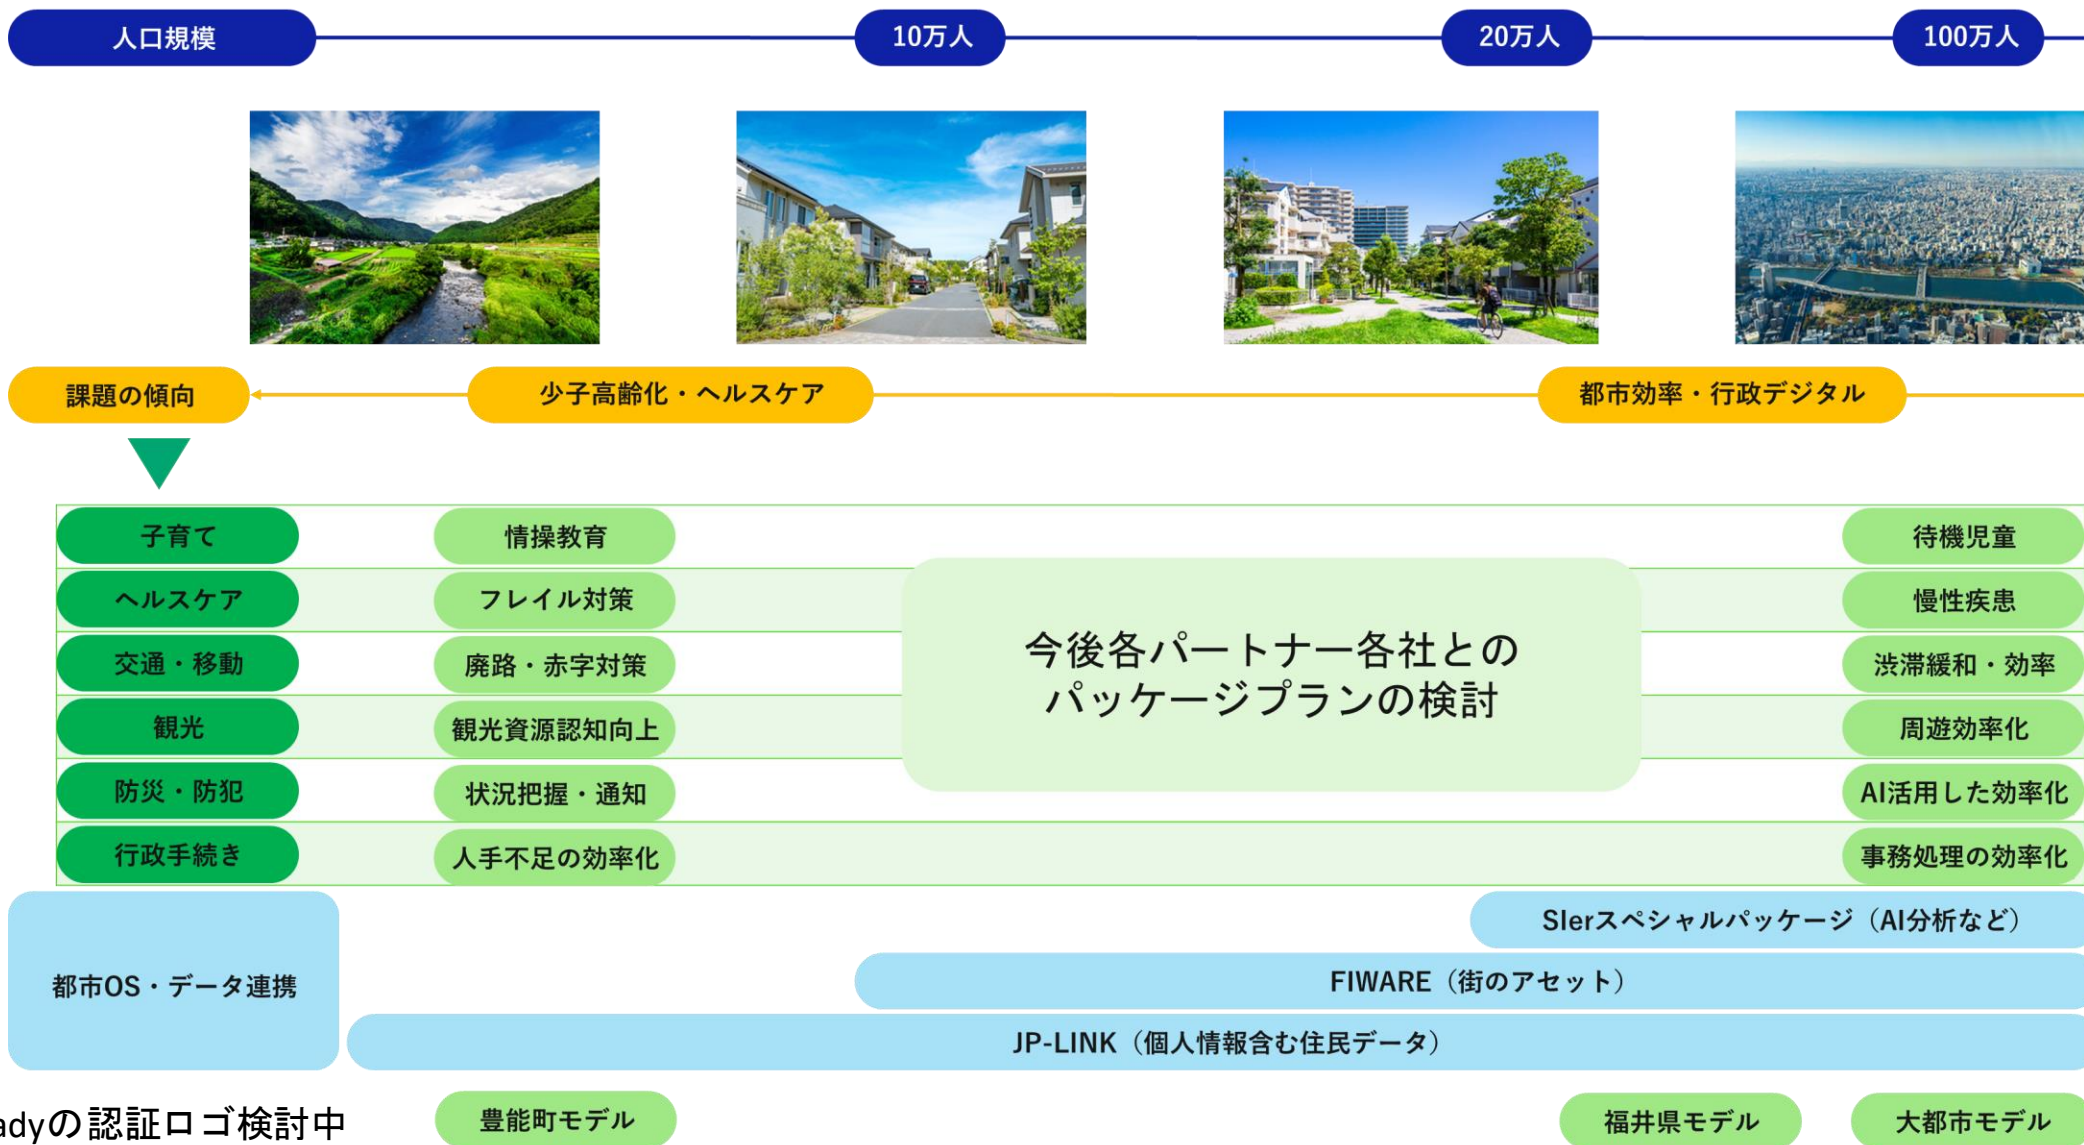 人口規模
10万人
20万人
100万人
課題の傾向
少子高齢化・ヘルスケア
都市効率・行政デジタル
子育て
情操教育
待機児童
ヘルスケア
フレイル対策
慢性疾患
交通・移動
廃路・赤字対策
渋滞緩和・効率
観光
観光資源認知向上
周遊効率化
防災・防犯
状況把握・通知
AI活用した効率化
行政手続き
人手不足の効率化
事務処理の効率化
今後各パートナー各社との
パッケージプランの検討
都市OS・データ連携
SIerスペシャルパッケージ（AI分析など）
FIWARE（街のアセット）
JP-LINK（個人情報含む住民データ）
adyの認証ロゴ検討中
豊能町モデル
福井県モデル
大都市モデル